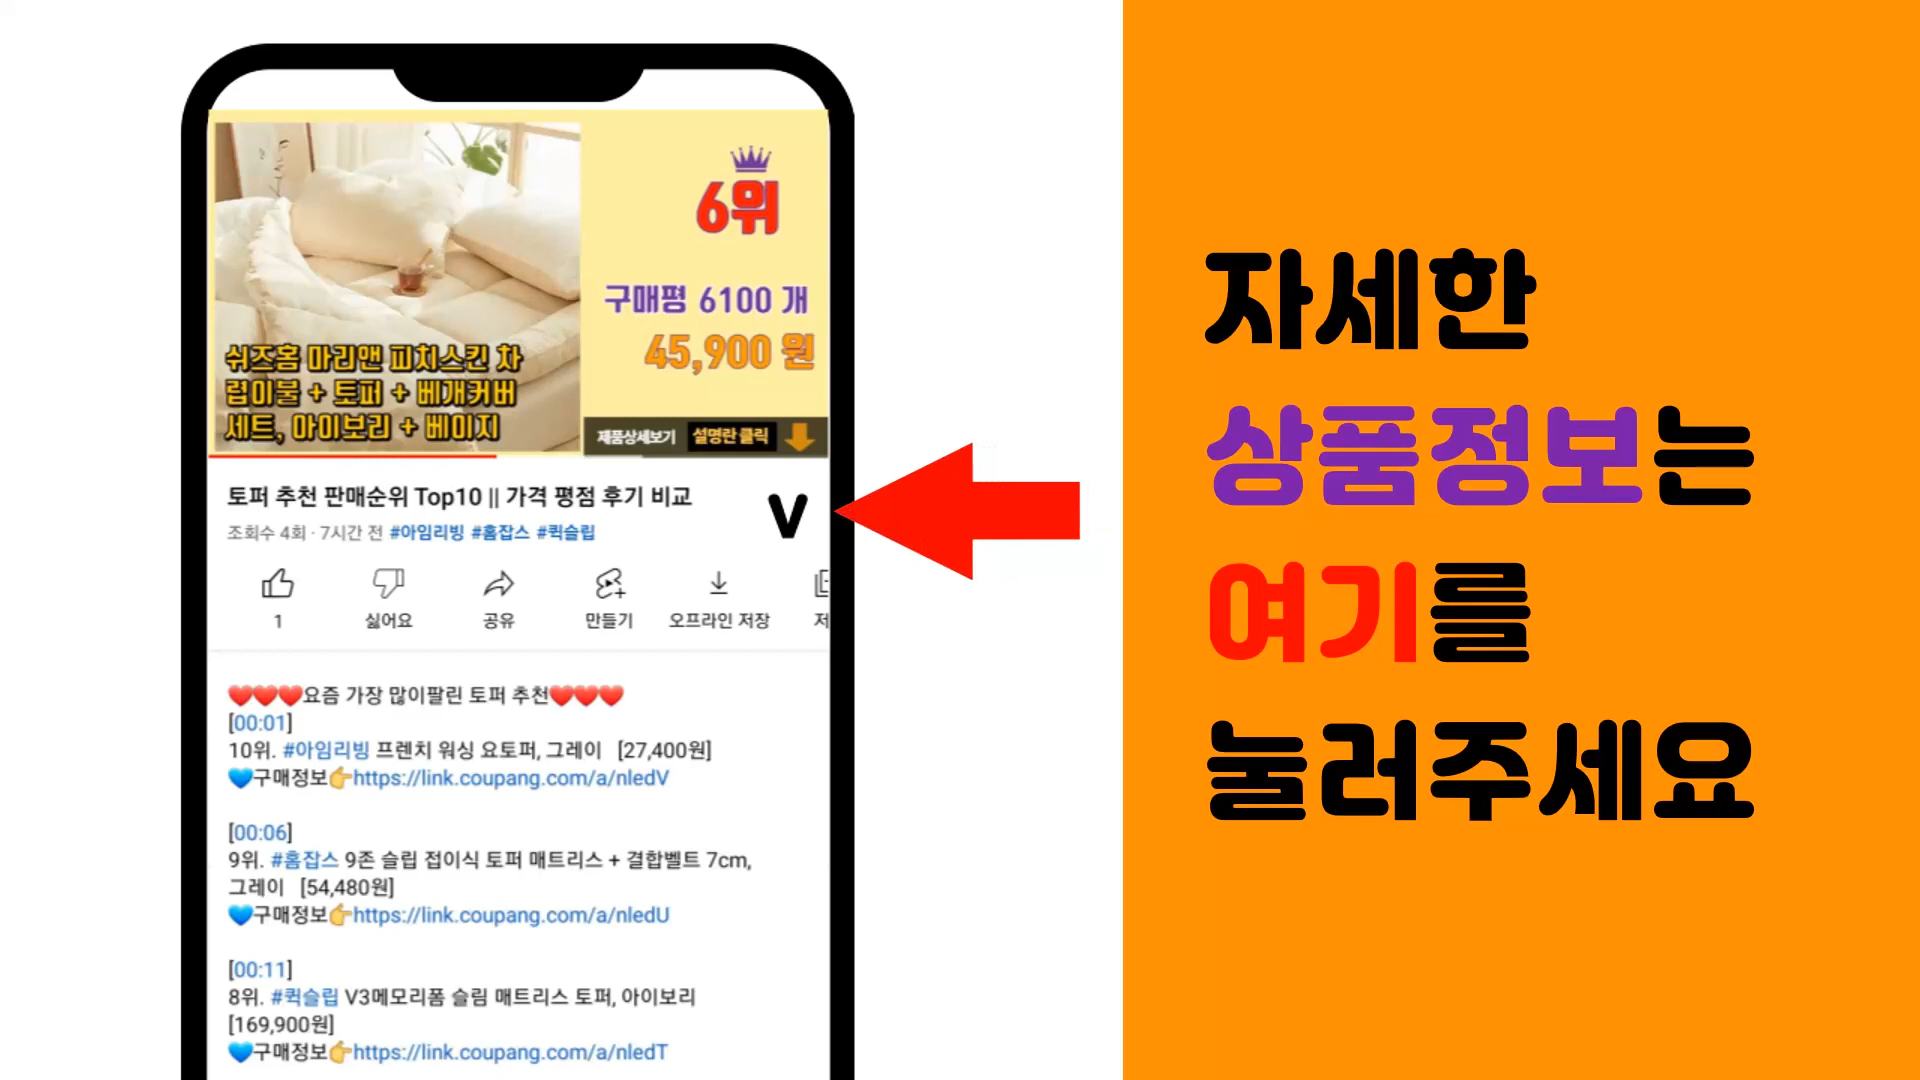 6위
구매평 6100 개
45,900 원
쉬즈홈 마리앤 피치스킨 차
렵이불 + 토퍼 + 베개커버
세트, 아이보리 + 베이지
제품상세보기 설명란 클릭
토퍼 추천 판매순위 Top10 || 가격 평점 후기 비교
V
조회수 4회 · 7시간 전 #아임리빙 #홈잡스 #퀵슬립
1 싫어요 공유 만들기 오프라인 저장 저
❤️❤️❤️요즘 가장 많이팔린 토퍼 추천❤️❤️❤️
[00:01]
10위. #아임리빙 프렌치 워싱 요토퍼, 그레이 [27,400원]
💙구매정보👉https://link.coupang.com/a/nledV
[00:06]
9위. #홈잡스 9존 슬립 접이식 토퍼 매트리스 + 결합벨트 7cm,
그레이 [54,480원]
💙구매정보👉https://link.coupang.com/a/nledU
[00:11]
8위. #퀵슬립 V3메모리폼 슬림 매트리스 토퍼, 아이보리
[169,900원]
💙구매정보👉https://link.coupang.com/a/nledT
자세한
상품정보는
여기를
눌러주세요